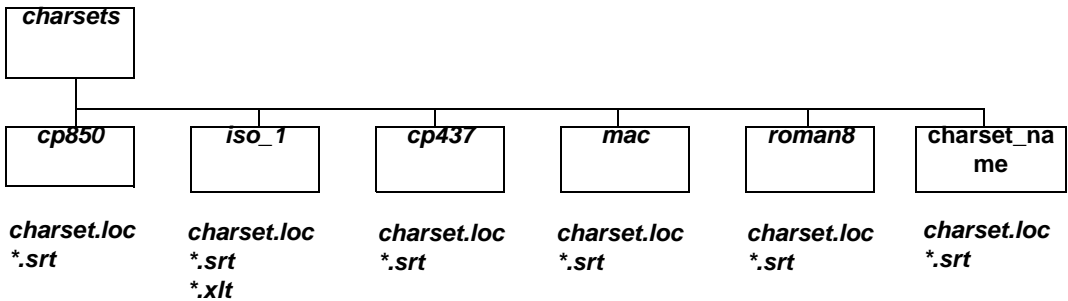 charsets
cp850
iso_1
cp437
mac
roman8
charset_na
me
charset.loc
*.srt
charset.loc
*.srt
*.xlt
charset.loc
*.srt
charset.loc
*.srt
charset.loc
*.srt
charset.loc
*.srt